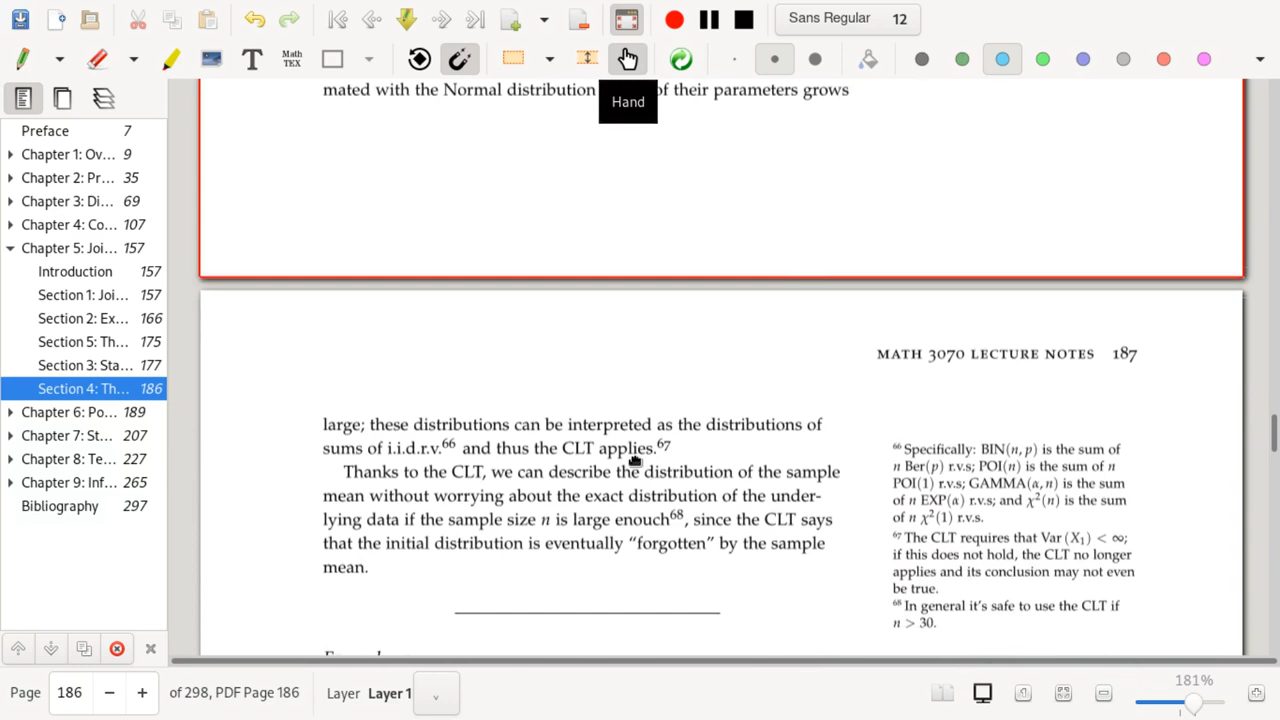 Sans Regular 12
Math
TEX
Hand
Preface 7
Chapter 1: Ov... 9
Chapter 2: Pr... 35
Chapter 3: Di... 69
Chapter 4: Co... 107
Chapter 5: Joi... 157
Introduction 157
Section 1: Joi... 157
Section 2: Ex... 166
Section 5: Th... 175
Section 3: Sta... 177
Section 4: Th... 186
Chapter 6: Po... 189
Chapter 7: St... 207
Chapter 8: Te... 227
Chapter 9: Inf... 265
Bibliography 297
mated with the Normal distribution of their parameters grows
MATH 3070 LECTURE NOTES 187
large; these distributions can be interpreted as the distributions of
sums of i.i.d.r.v.⁶⁶ and thus the CLT applies.⁶⁷
Thanks to the CLT, we can describe the distribution of the sample
mean without worrying about the exact distribution of the under-
lying data if the sample size n is large enouch⁶⁸, since the CLT says
that the initial distribution is eventually “forgotten” by the sample
mean.
⁶⁶ Specifically: BIN(n, p) is the sum of
n Ber(p) r.v.s; POI(n) is the sum of n
POI(1) r.v.s; GAMMA(α, n) is the sum
of n EXP(α) r.v.s; and χ²(n) is the sum
of n χ²(1) r.v.s.
⁶⁷ The CLT requires that Var (X₁) < ∞;
if this does not hold, the CLT no longer
applies and its conclusion may not even
be true.
⁶⁸ In general it's safe to use the CLT if
n > 30.
Page 186 of 298, PDF Page 186 Layer Layer 1 181%